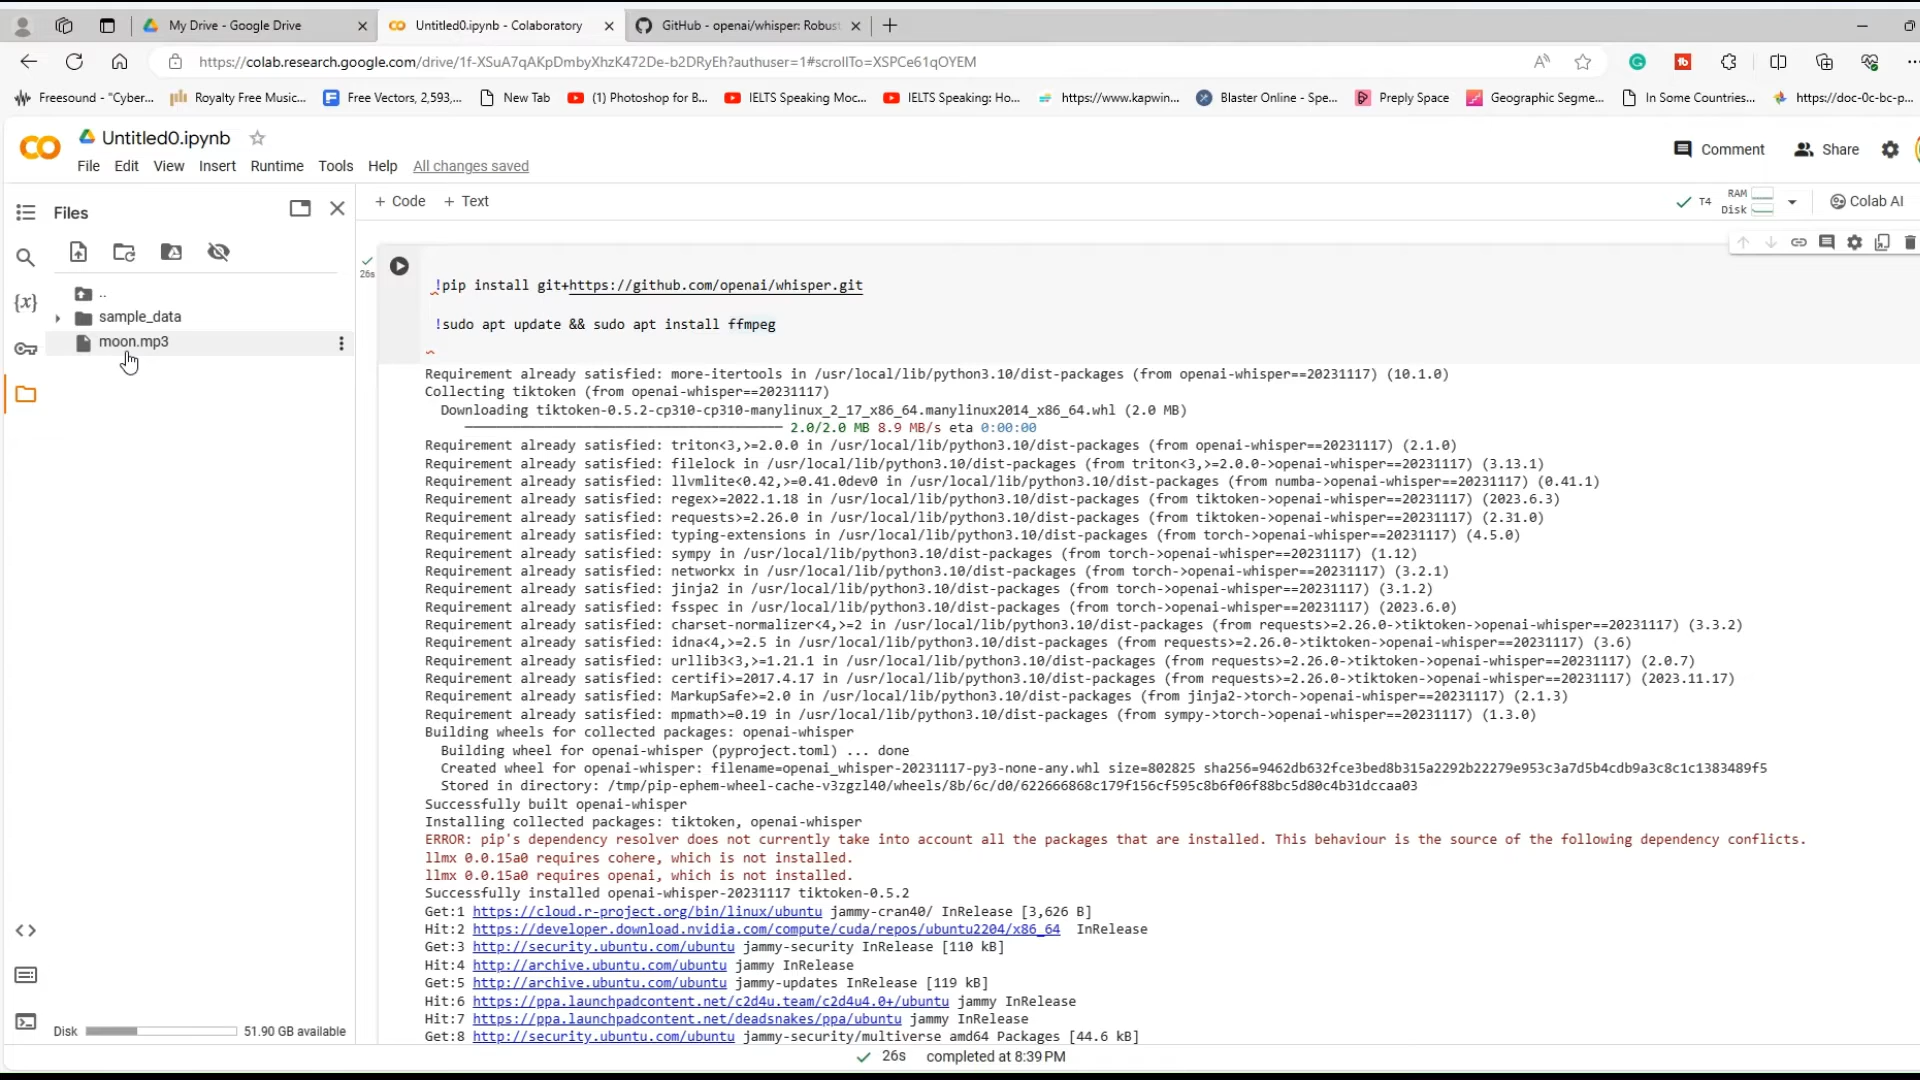 My Drive - Google Drive
Untitled0.ipynb - Colaboratory
GitHub - openai/whisper: Robus
https://colab.research.google.com/drive/1f-XSuA7qAKpDmbyXhzK472De-b2DRyEh?authuser=1#scrollTo=XSPCe61qOYEM
Freesound - "Cyber...
Royalty Free Music...
Free Vectors, 2,593,...
New Tab
(1) Photoshop for B...
IELTS Speaking Moc...
IELTS Speaking: Ho...
https://www.kapwin...
Blaster Online - Spe...
Preply Space
Geographic Segme...
In Some Countries...
https://doc-0c-bc-p...
Untitled0.ipynb
Comment
Share
File Edit View Insert Runtime Tools Help All changes saved
Files
+ Code + Text
T4
RAM
Disk
Colab AI
..
sample_data
moon.mp3
26s
!pip install git+https://github.com/openai/whisper.git
!sudo apt update && sudo apt install ffmpeg
Requirement already satisfied: more-itertools in /usr/local/lib/python3.10/dist-packages (from openai-whisper==20231117) (10.1.0)
Collecting tiktoken (from openai-whisper==20231117)
Downloading tiktoken-0.5.2-cp310-cp310-manylinux_2_17_x86_64.manylinux2014_x86_64.whl (2.0 MB)
2.0/2.0 MB 8.9 MB/s eta 0:00:00
Requirement already satisfied: triton<3,>=2.0.0 in /usr/local/lib/python3.10/dist-packages (from openai-whisper==20231117) (2.1.0)
Requirement already satisfied: filelock in /usr/local/lib/python3.10/dist-packages (from triton<3,>=2.0.0->openai-whisper==20231117) (3.13.1)
Requirement already satisfied: llvmlite<0.42,>=0.41.0dev0 in /usr/local/lib/python3.10/dist-packages (from numba->openai-whisper==20231117) (0.41.1)
Requirement already satisfied: regex>=2022.1.18 in /usr/local/lib/python3.10/dist-packages (from tiktoken->openai-whisper==20231117) (2023.6.3)
Requirement already satisfied: requests>=2.26.0 in /usr/local/lib/python3.10/dist-packages (from tiktoken->openai-whisper==20231117) (2.31.0)
Requirement already satisfied: typing-extensions in /usr/local/lib/python3.10/dist-packages (from torch->openai-whisper==20231117) (4.5.0)
Requirement already satisfied: sympy in /usr/local/lib/python3.10/dist-packages (from torch->openai-whisper==20231117) (1.12)
Requirement already satisfied: networkx in /usr/local/lib/python3.10/dist-packages (from torch->openai-whisper==20231117) (3.2.1)
Requirement already satisfied: jinja2 in /usr/local/lib/python3.10/dist-packages (from torch->openai-whisper==20231117) (3.1.2)
Requirement already satisfied: fsspec in /usr/local/lib/python3.10/dist-packages (from torch->openai-whisper==20231117) (2023.6.0)
Requirement already satisfied: charset-normalizer<4,>=2 in /usr/local/lib/python3.10/dist-packages (from requests>=2.26.0->tiktoken->openai-whisper==20231117) (3.3.2)
Requirement already satisfied: idna<4,>=2.5 in /usr/local/lib/python3.10/dist-packages (from requests>=2.26.0->tiktoken->openai-whisper==20231117) (3.6)
Requirement already satisfied: urllib3<3,>=1.21.1 in /usr/local/lib/python3.10/dist-packages (from requests>=2.26.0->tiktoken->openai-whisper==20231117) (2.0.7)
Requirement already satisfied: certifi>=2017.4.17 in /usr/local/lib/python3.10/dist-packages (from requests>=2.26.0->tiktoken->openai-whisper==20231117) (2023.11.17)
Requirement already satisfied: MarkupSafe>=2.0 in /usr/local/lib/python3.10/dist-packages (from jinja2->torch->openai-whisper==20231117) (2.1.3)
Requirement already satisfied: mpmath>=0.19 in /usr/local/lib/python3.10/dist-packages (from sympy->torch->openai-whisper==20231117) (1.3.0)
Building wheels for collected packages: openai-whisper
Building wheel for openai-whisper (pyproject.toml) ... done
Created wheel for openai-whisper: filename=openai_whisper-20231117-py3-none-any.whl size=802825 sha256=9462db632fce3bed8b315a2292b22279e953c3a7d5b4cdb9a3c8c1c1383489f5
Stored in directory: /tmp/pip-ephem-wheel-cache-v3zgzl40/wheels/8b/6c/d0/622666868c179f156cf595c8b6f06f88bc5d80c4b31dccaa03
Successfully built openai-whisper
Installing collected packages: tiktoken, openai-whisper
ERROR: pip's dependency resolver does not currently take into account all the packages that are installed. This behaviour is the source of the following dependency conflicts.
llmx 0.0.15a0 requires cohere, which is not installed.
llmx 0.0.15a0 requires openai, which is not installed.
Successfully installed openai-whisper-20231117 tiktoken-0.5.2
Get:1 https://cloud.r-project.org/bin/linux/ubuntu jammy-cran40/ InRelease [3,626 B]
Hit:2 https://developer.download.nvidia.com/compute/cuda/repos/ubuntu2204/x86_64 InRelease
Get:3 http://security.ubuntu.com/ubuntu jammy-security InRelease [110 kB]
Hit:4 http://archive.ubuntu.com/ubuntu jammy InRelease
Get:5 http://archive.ubuntu.com/ubuntu jammy-updates InRelease [119 kB]
Hit:6 https://ppa.launchpadcontent.net/c2d4u.team/c2d4u4.0+/ubuntu jammy InRelease
Hit:7 https://ppa.launchpadcontent.net/deadsnakes/ppa/ubuntu jammy InRelease
Get:8 http://security.ubuntu.com/ubuntu jammy-security/multiverse amd64 Packages [44.6 kB]
Disk 51.90 GB available
26s completed at 8:39 PM